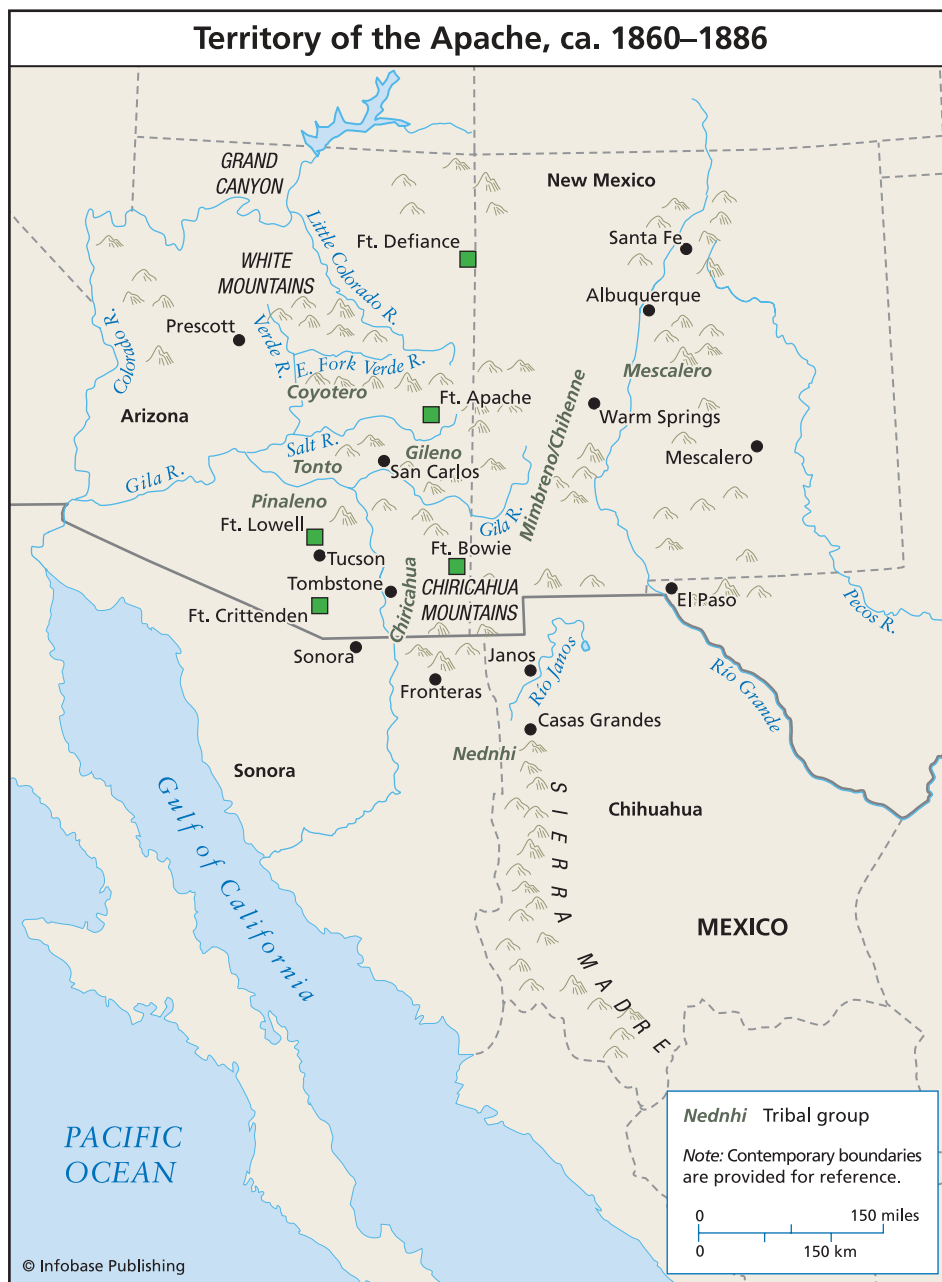 Territory of the Apache, ca. 1860–1886
GRAND
CANYON
New Mexico
Little Colorado R.
Ft. Defiance
Santa Fe
WHITE
MOUNTAINS
Albuquerque
Colorado R.
Prescott
Verde R.
E. Fork Verde R.
Mescalero
Coyotero
Ft. Apache
Arizona
Warm Springs
Mimbreno/Chihenne
Salt R.
Gileno
Mescalero
Tonto
San Carlos
Gila R.
Pinaleno
Gila R.
Ft. Lowell
Tucson
Ft. Bowie
Tombstone
Chiricahua
CHIRICAHUA
MOUNTAINS
El Paso
Ft. Crittenden
Pecos R.
Sonora
Janos
Río Janos
Fronteras
Río Grande
Casas Grandes
Nednhi
Sonora
Gulf of California
SIERRA MADRE
Chihuahua
MEXICO
PACIFIC
OCEAN
Nednhi Tribal group
Note: Contemporary boundaries
are provided for reference.
0 150 miles
0 150 km
© Infobase Publishing